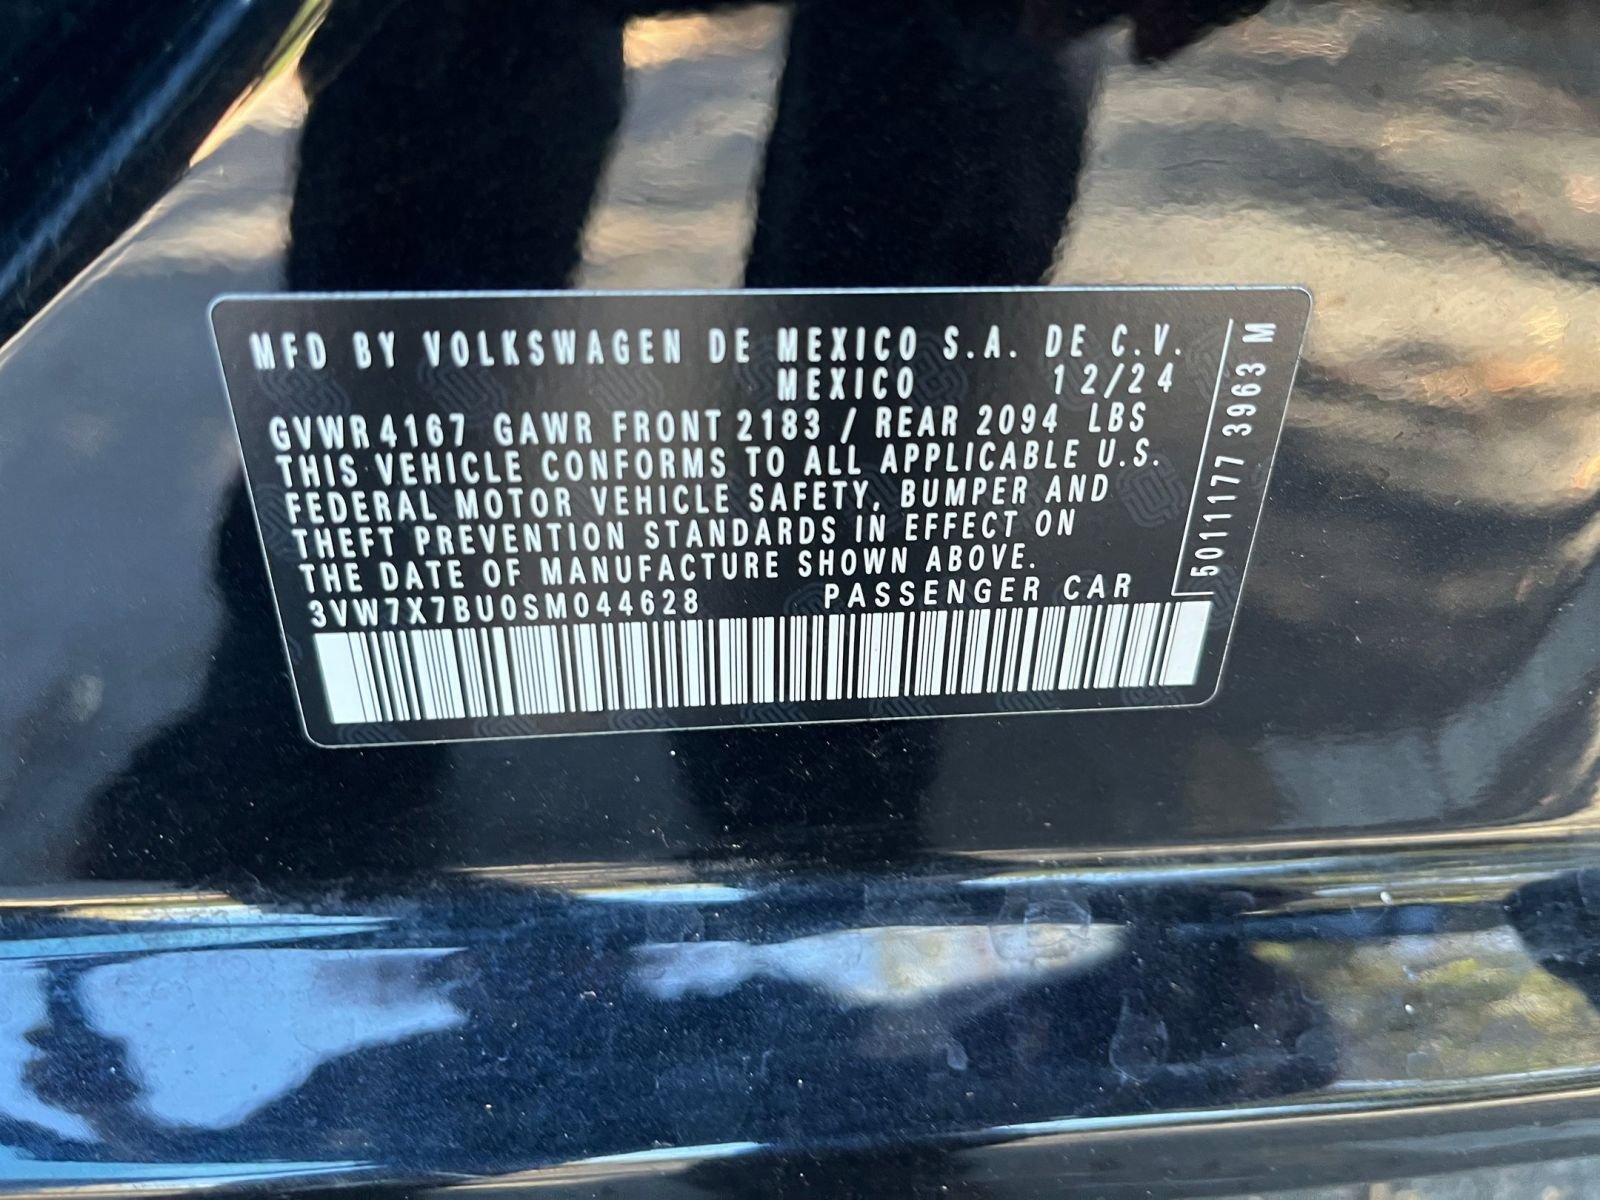 MFD BY VOLKSWAGEN DE MEXICO S.A. DE C.V.
MEXICO 12/24
GVWR 4167 GAWR FRONT 2183 / REAR 2094 LBS
THIS VEHICLE CONFORMS TO ALL APPLICABLE U.S.
FEDERAL MOTOR VEHICLE SAFETY, BUMPER AND
THEFT PREVENTION STANDARDS IN EFFECT ON
THE DATE OF MANUFACTURE SHOWN ABOVE.
3VW7X7BU0SM044628 PASSENGER CAR
5011177 3963 M